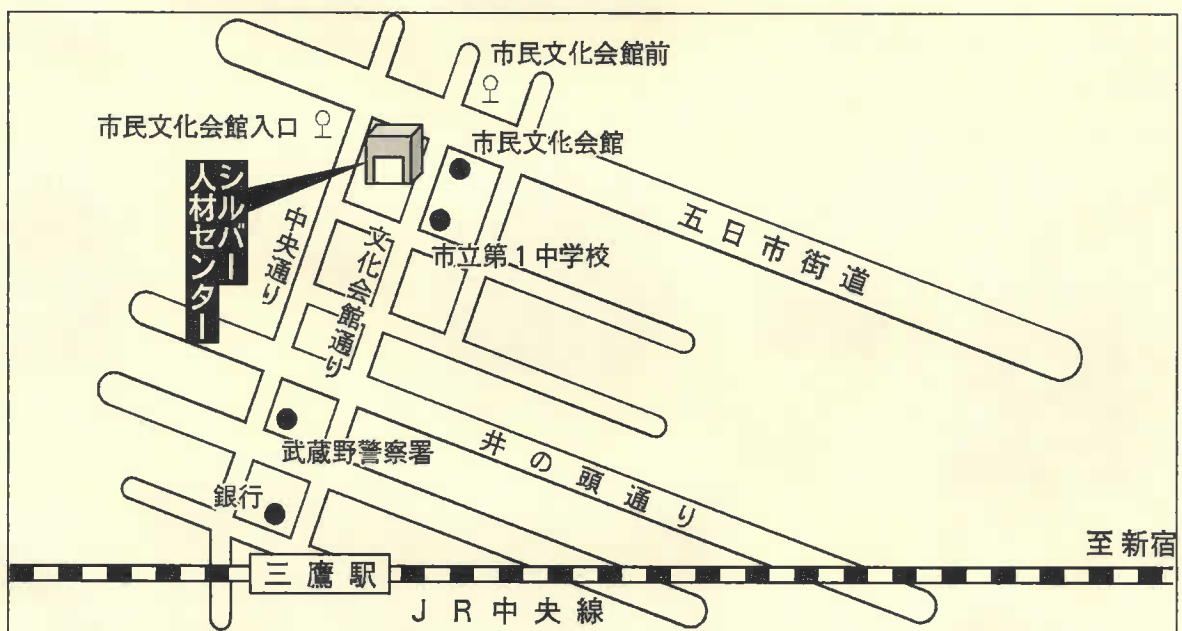 市民文化会館前
市民文化会館入口
市民文化会館
シルバー
人材センター
中央通り
文化会館通り
市立第1中学校
五日市街道
武蔵野警察署
井の頭通り
銀行
至新宿
三鷹駅
JR中央線